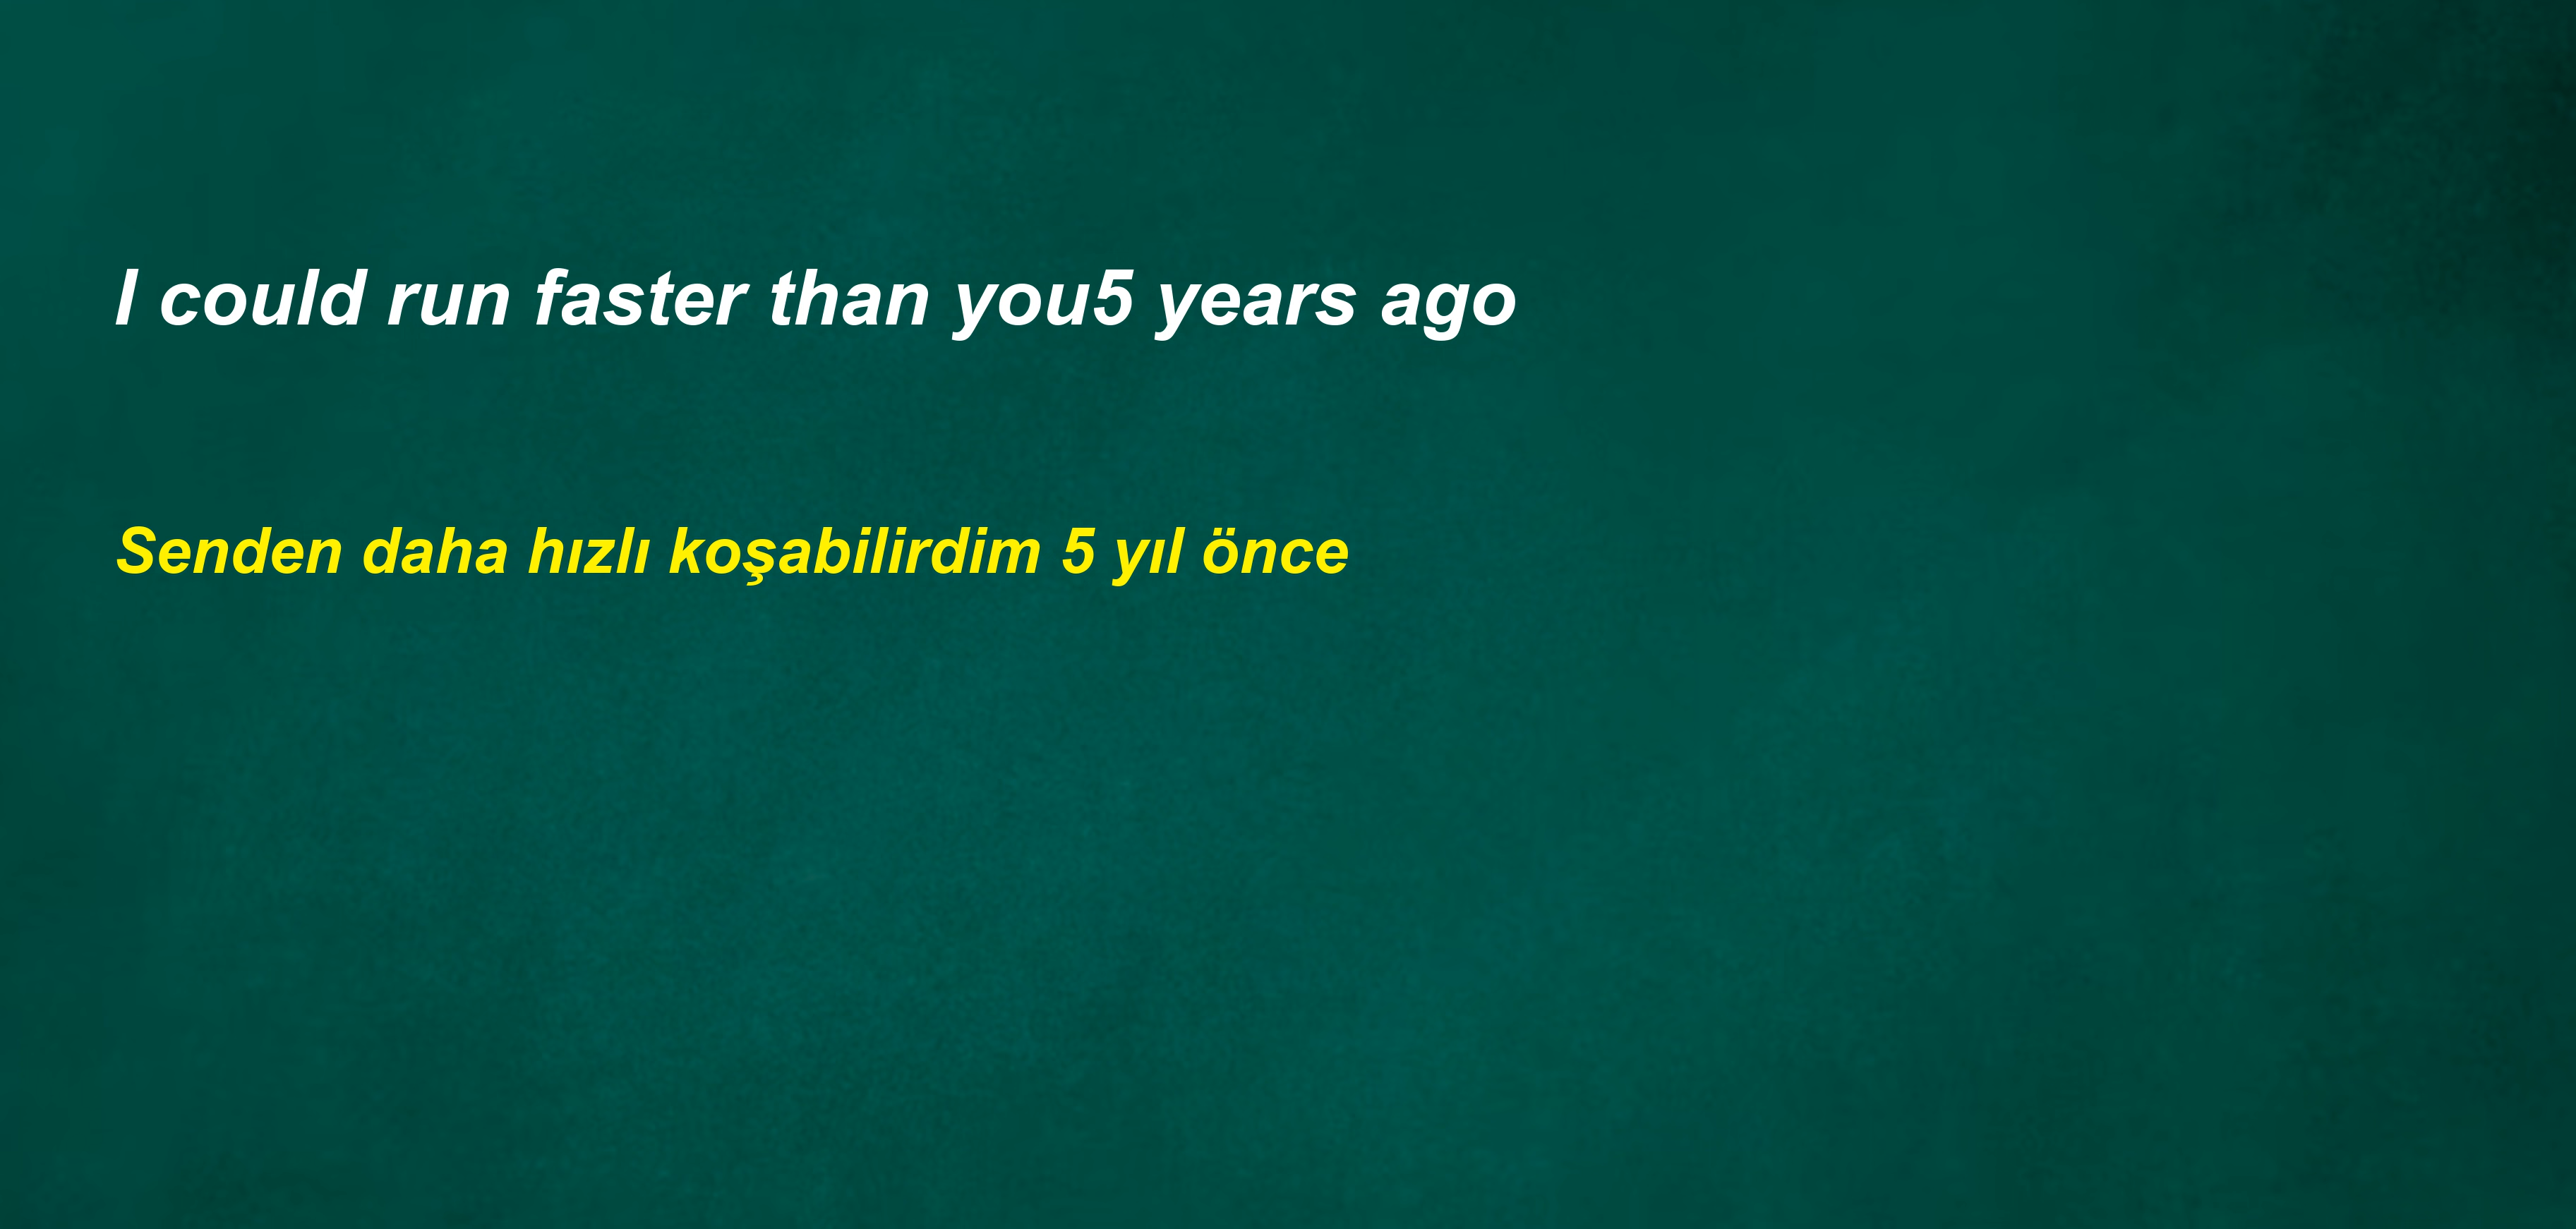 I could run faster than you5 years ago
Senden daha hızlı koşabilirdim 5 yıl önce